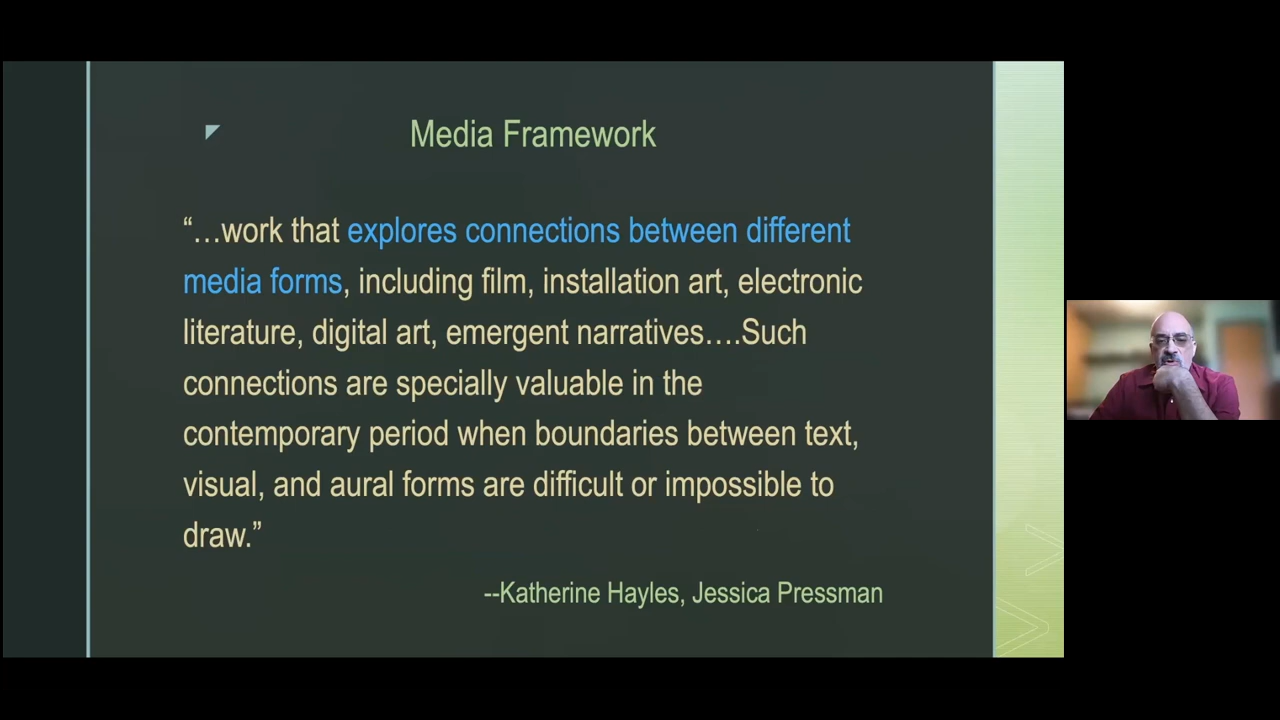 Media Framework
“…work that explores connections between different
media forms, including film, installation art, electronic
literature, digital art, emergent narratives….Such
connections are specially valuable in the
contemporary period when boundaries between text,
visual, and aural forms are difficult or impossible to
draw.”
--Katherine Hayles, Jessica Pressman